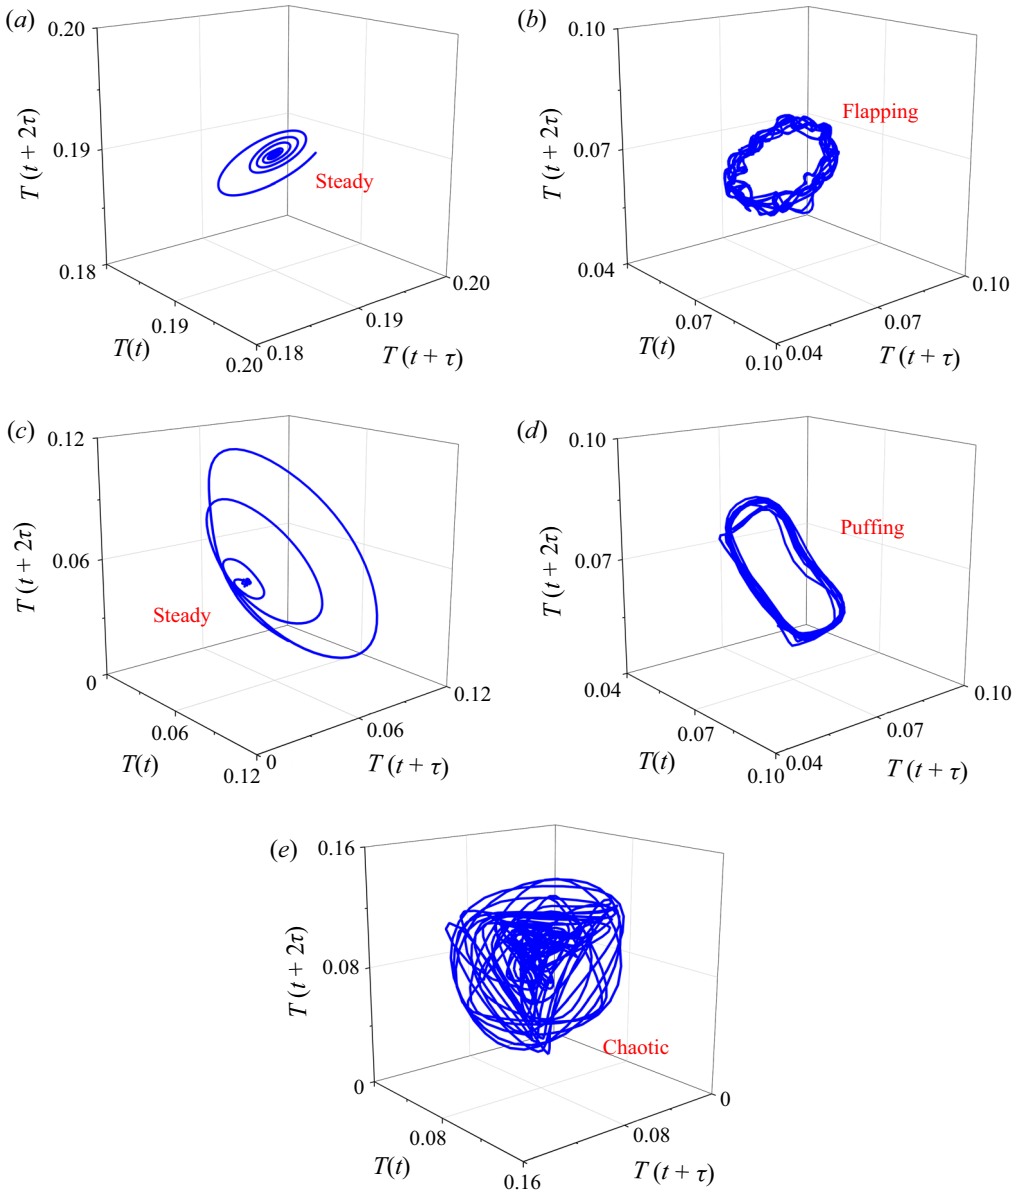 (a)
0.20
T (t + 2τ)
0.19
0.18
Steady
0.19
T(t)
0.20
0.18
0.19
T (t + τ)
0.20
(b)
0.10
T (t + 2τ)
0.07
0.04
Flapping
0.07
T(t)
0.10
0.04
0.07
T (t + τ)
0.10
(c)
0.12
T (t + 2τ)
0.06
0
Steady
0.06
T(t)
0.12
0
0.06
T (t + τ)
0.12
(d)
0.10
T (t + 2τ)
0.07
0.04
Puffing
0.07
T(t)
0.10
0.04
0.07
T (t + τ)
0.10
(e)
0.16
T (t + 2τ)
0.08
0
Chaotic
0.08
T(t)
0.16
0.08
T (t + τ)
0